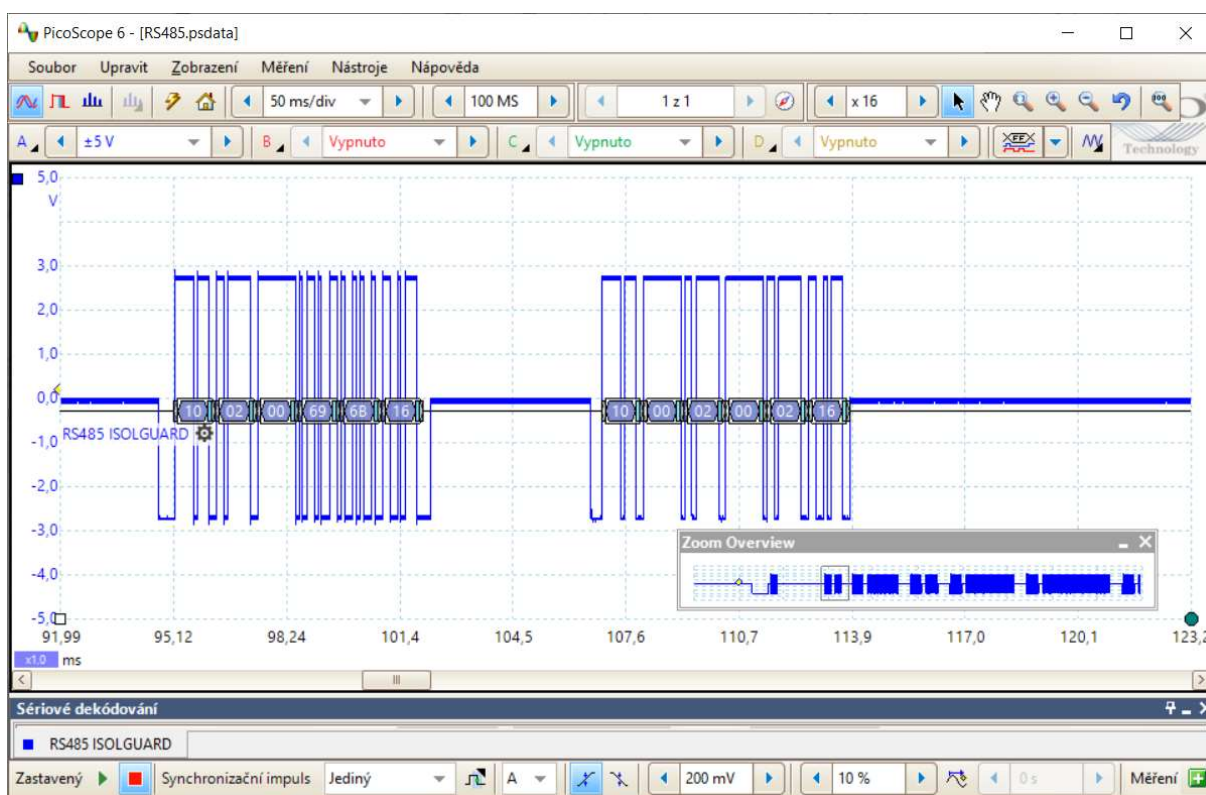 PicoScope 6 - [RS485.psdata]
Soubor Upravit Zobrazení Měření Nástroje Nápověda
50 ms/div 100 MS 1 z 1 x 16
A ±5 V B Vypnuto C Vypnuto D Vypnuto Technology
5,0
V
3,0
2,0
1,0
0,0
10 02 00 69 6B 16 10 00 02 00 02 16
RS485 ISOLGUARD
-1,0
-2,0
-3,0
Zoom Overview
-4,0
-5,0
91,99 95,12 98,24 101,4 104,5 107,6 110,7 113,9 117,0 120,1 123,2
x1.0 ms
Sériové dekódování
RS485 ISOLGUARD
Zastavený Synchronizační impuls Jediný A 200 mV 10 % 0 s Měření